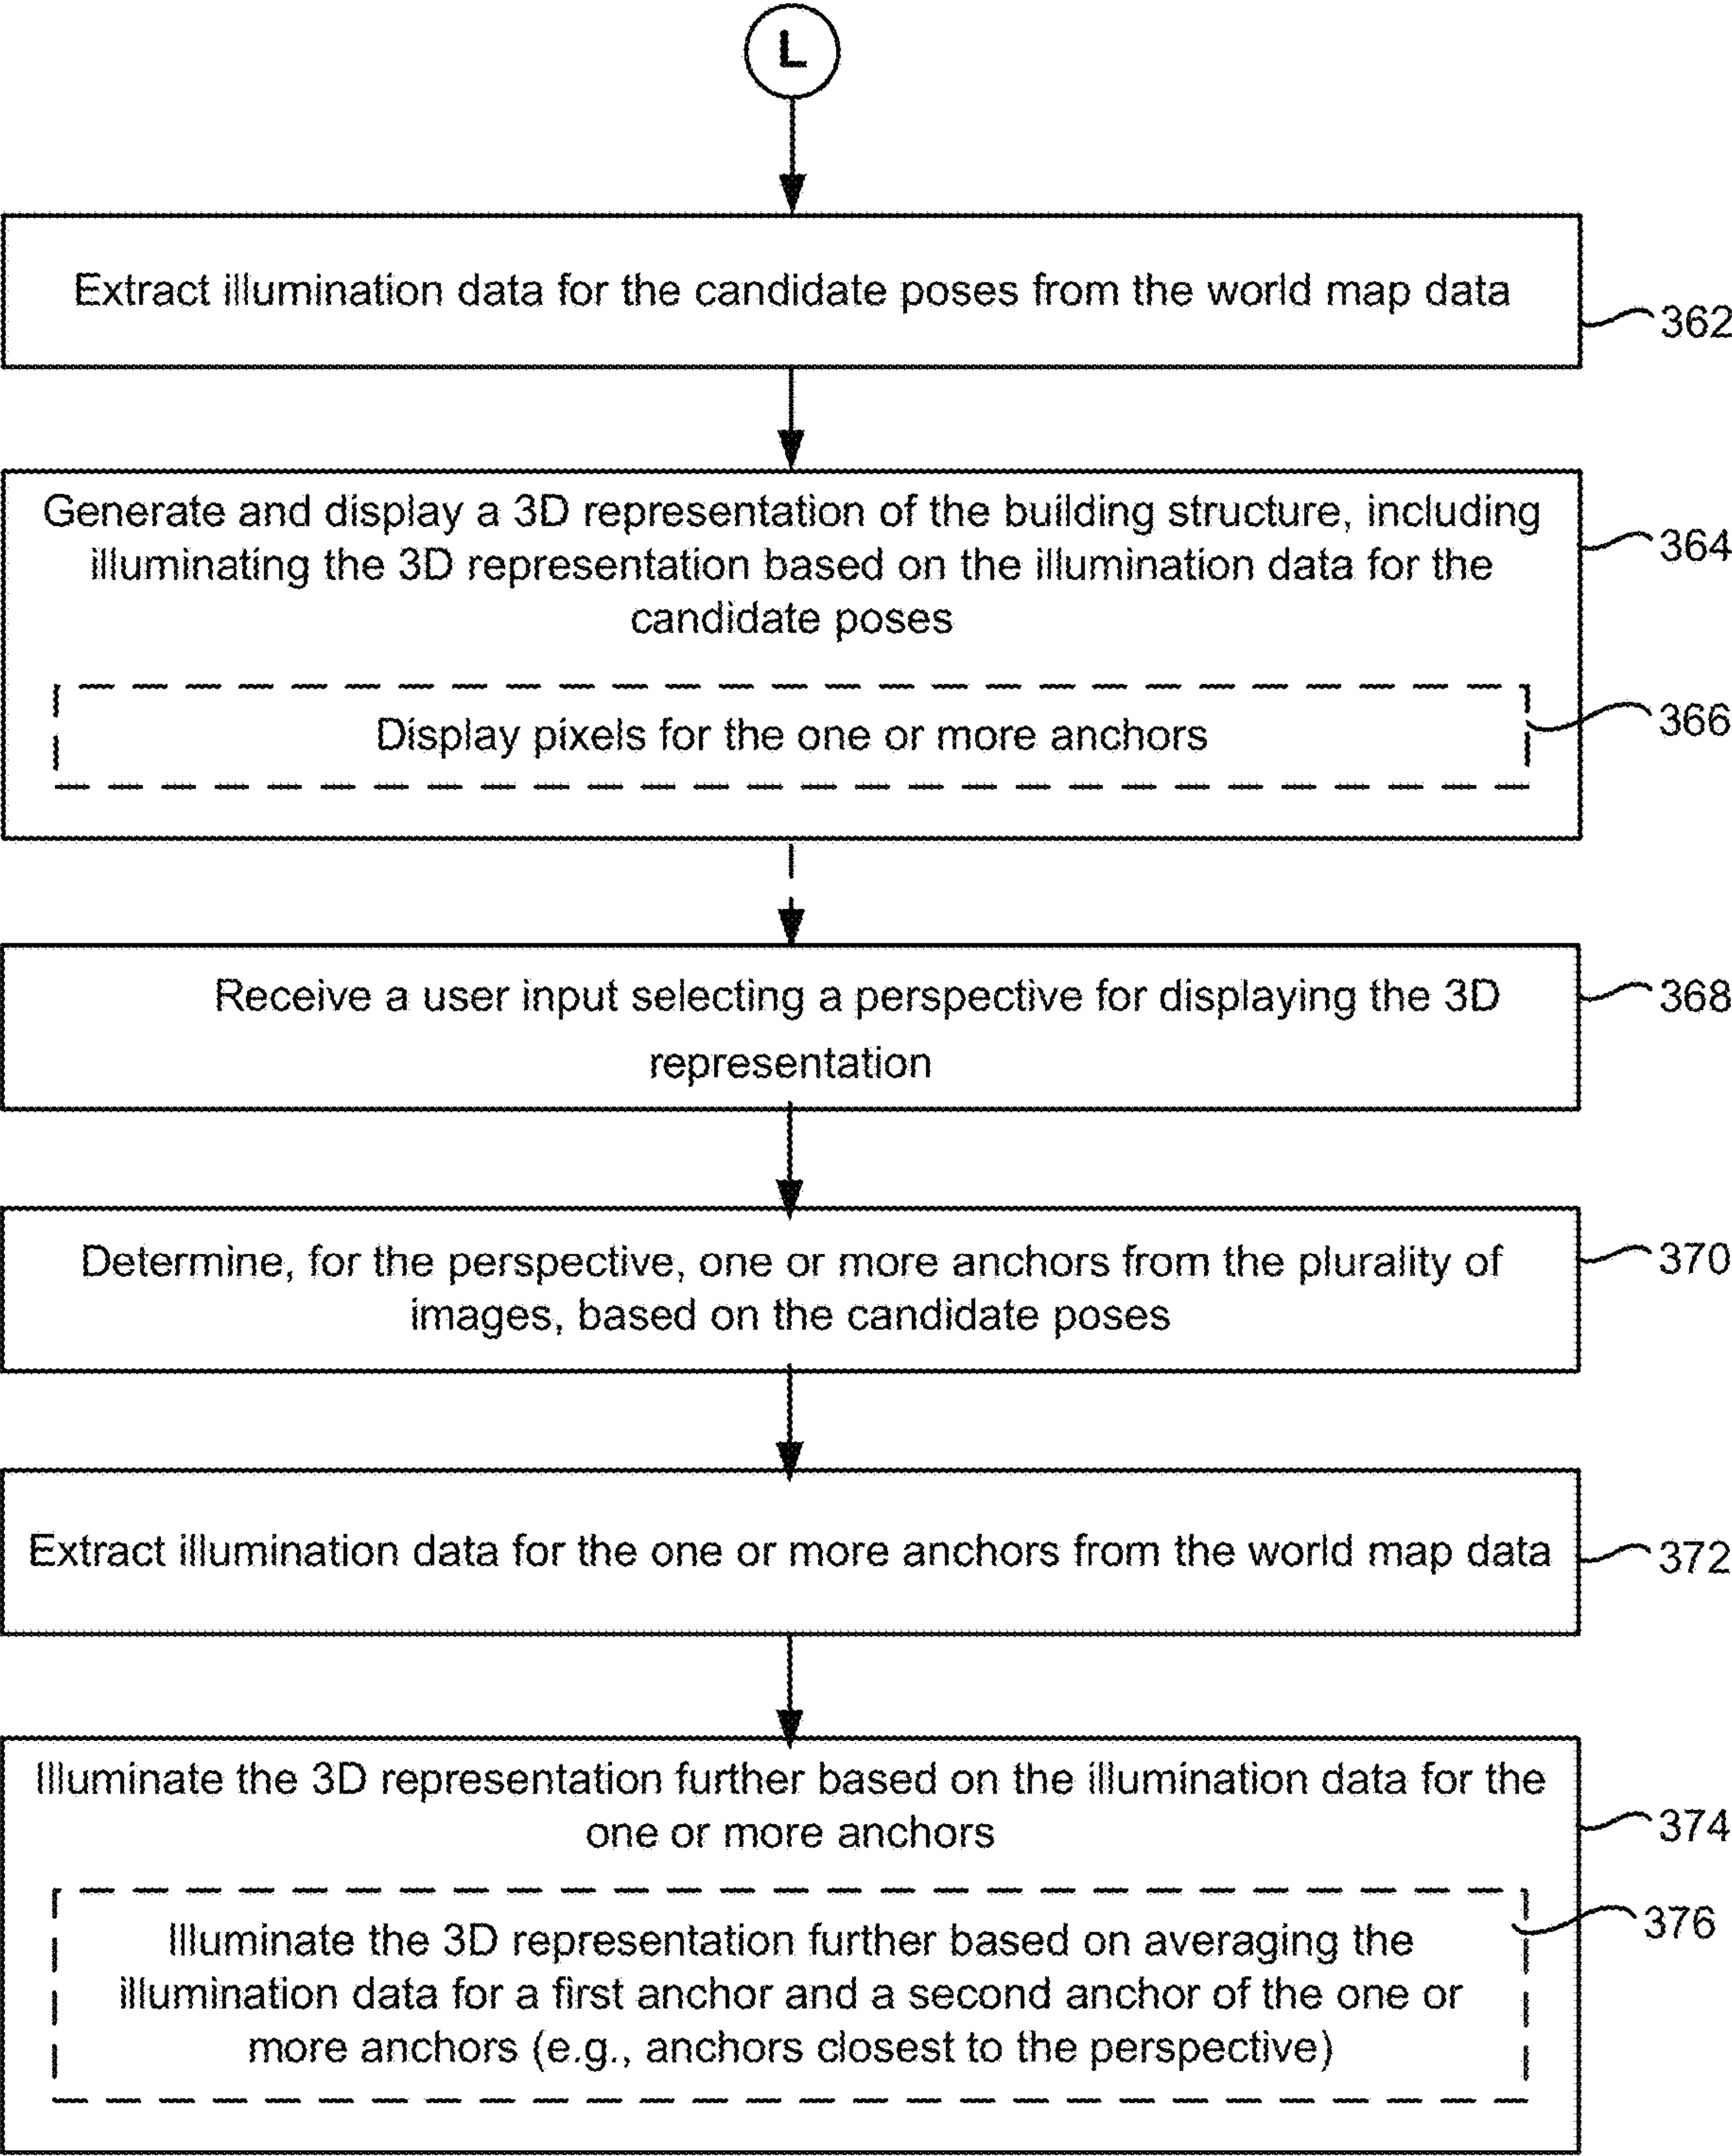 L
Extract illumination data for the candidate poses from the world map data
362
Generate and display a 3D representation of the building structure, including
illuminating the 3D representation based on the illumination data for the
candidate poses
364
Display pixels for the one or more anchors
366
Receive a user input selecting a perspective for displaying the 3D
representation
368
Determine, for the perspective, one or more anchors from the plurality of
images, based on the candidate poses
370
Extract illumination data for the one or more anchors from the world map data
372
Illuminate the 3D representation further based on the illumination data for the
one or more anchors
374
Illuminate the 3D representation further based on averaging the
illumination data for a first anchor and a second anchor of the one or
more anchors (e.g., anchors closest to the perspective)
376